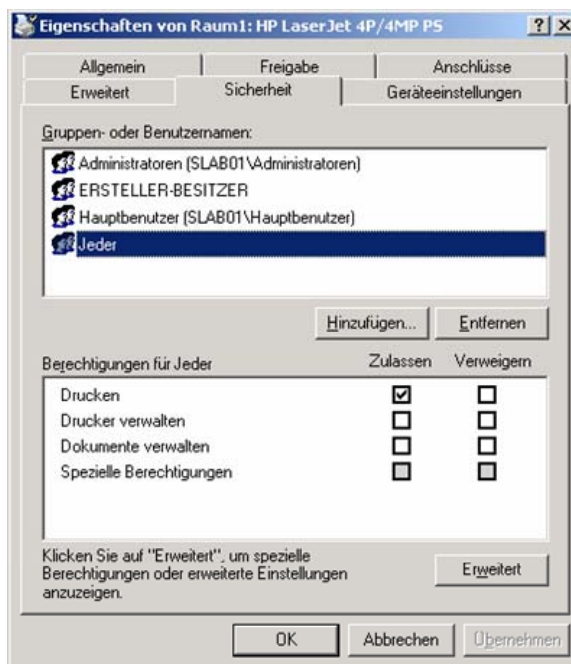 Eigenschaften von Raum1: HP LaserJet 4P/4MP PS
Allgemein Freigabe Anschlüsse
Erweitert Sicherheit Geräteeinstellungen
Gruppen- oder Benutzernamen:
Administratoren (SLAB01\Administratoren)
ERSTELLER-BESITZER
Hauptbenutzer (SLAB01\Hauptbenutzer)
Jeder
Hinzufügen... Entfernen
Berechtigungen für Jeder Zulassen Verweigern
Drucken
Drucker verwalten
Dokumente verwalten
Spezielle Berechtigungen
Klicken Sie auf "Erweitert", um spezielle
Berechtigungen oder erweiterte Einstellungen
anzuzeigen.
Erweitert
OK Abbrechen Übernehmen